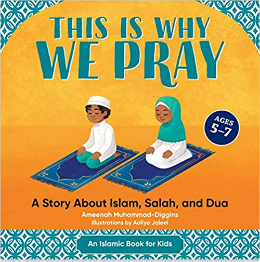 THIS IS WHY
WE PRAY
AGES
5–7
A Story About Islam, Salah, and Dua
Ameenah Muhammad-Diggins
Illustrations by Aaliya Jaleel
An Islamic Book for Kids